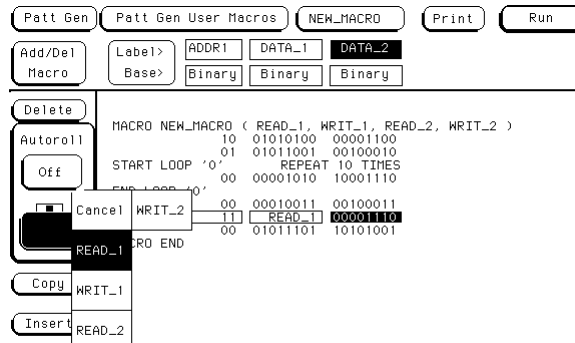 Patt Gen Patt Gen User Macros NEW_MACRO Print Run
Add/Del Macro
Label> ADDR1 DATA_1 DATA_2
Base> Binary Binary Binary
Delete
Autoroll
Off
MACRO NEW_MACRO ( READ_1, WRIT_1, READ_2, WRIT_2 )
10 01010100 00001100
01 01011001 00100010
START LOOP '0' REPEAT 10 TIMES
00 00001010 10001110
END LOOP '0'
00 00010011 00100011
11 READ_1 00001110
00 01011101 10101001
CRO END
Cancel WRIT_2
READ_1
WRIT_1
READ_2
Copy
Insert